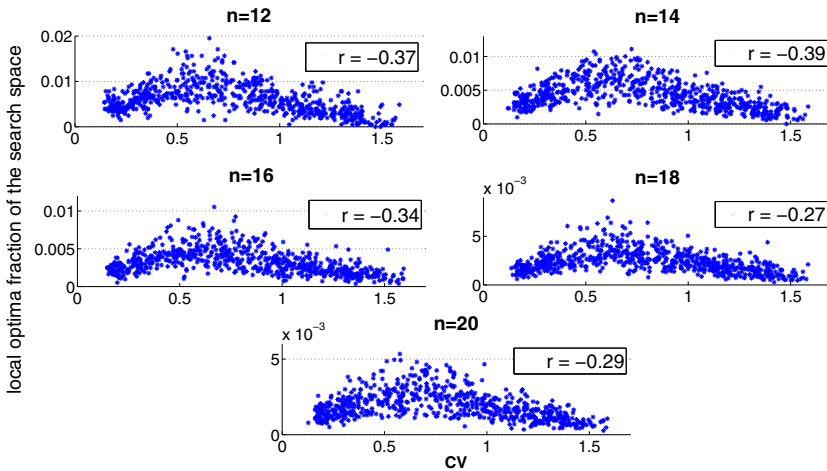 n=12
0.02
0.01
0
0 0.5 1 1.5
r = −0.37
n=14
0.01
0.005
0
0 0.5 1 1.5
r = −0.39
local optima fraction of the search space
n=16
0.01
0.005
0
0 0.5 1 1.5
r = −0.34
n=18
x 10⁻³
5
0
0 0.5 1 1.5
r = −0.27
n=20
x 10⁻³
5
0
0 0.5 1 1.5
r = −0.29
CV